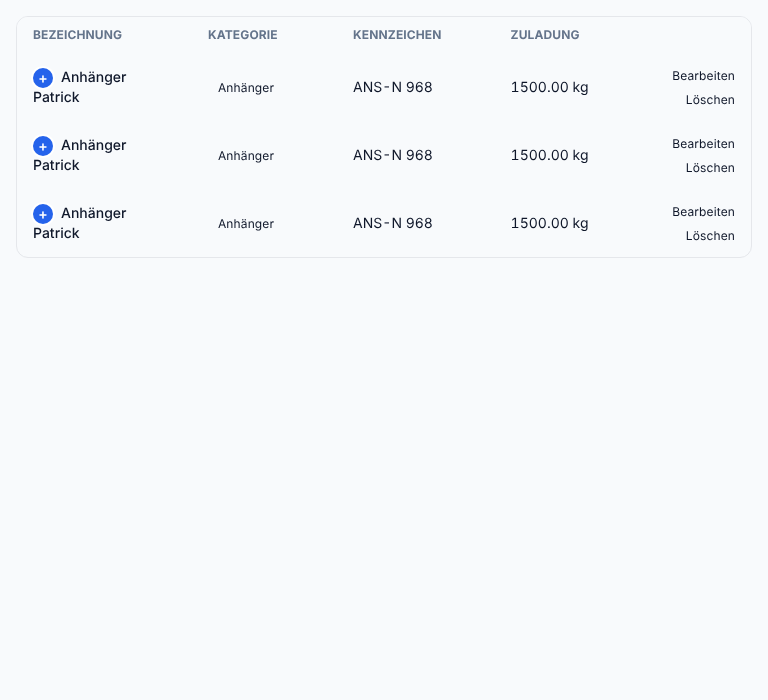 BEZEICHNUNG KATEGORIE KENNZEICHEN ZULADUNG
+ Anhänger Patrick Anhänger ANS-N 968 1500.00 kg Bearbeiten Löschen
+ Anhänger Patrick Anhänger ANS-N 968 1500.00 kg Bearbeiten Löschen
+ Anhänger Patrick Anhänger ANS-N 968 1500.00 kg Bearbeiten Löschen